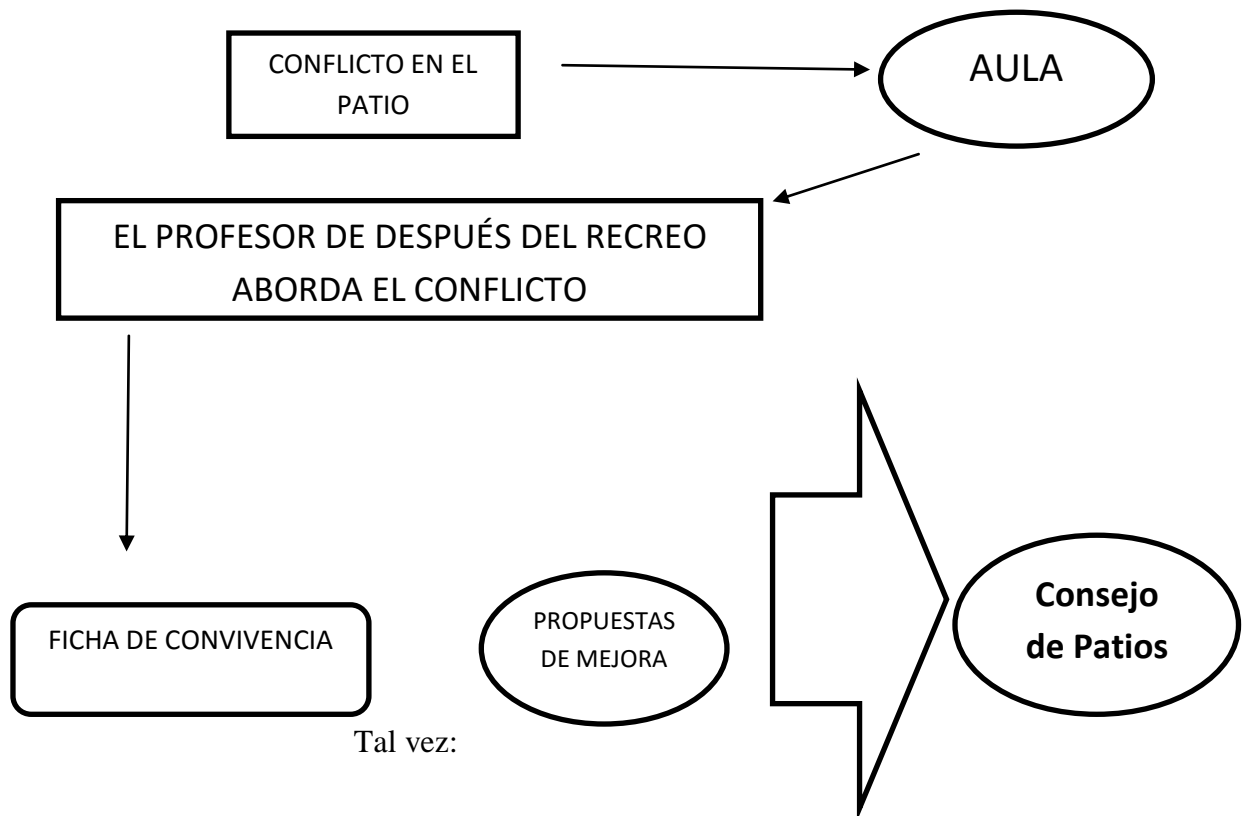 CONFLICTO EN EL
PATIO
AULA
EL PROFESOR DE DESPUÉS DEL RECREO
ABORDA EL CONFLICTO
FICHA DE CONVIVENCIA
PROPUESTAS
DE MEJORA
Consejo
de Patios
Tal vez: